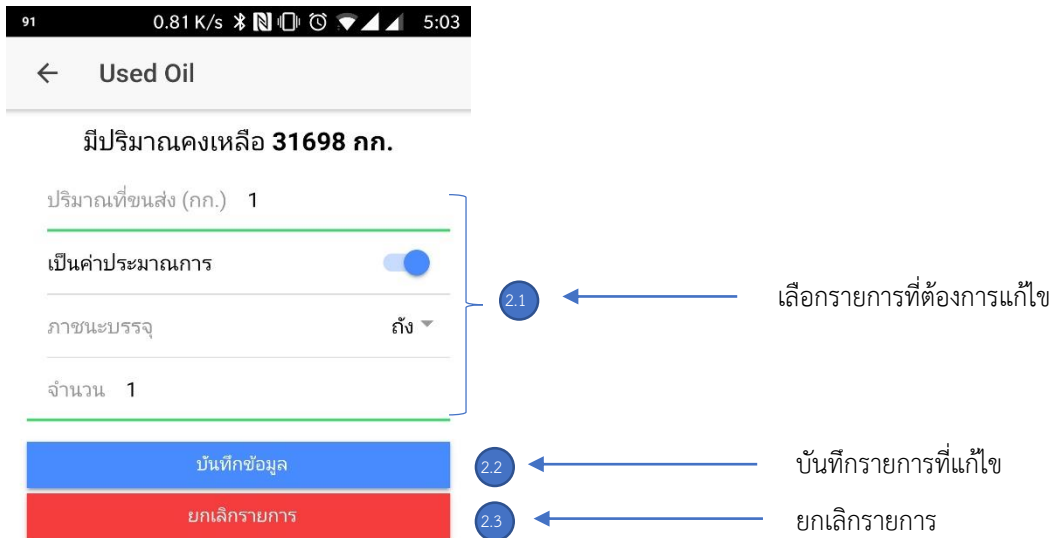 91 0.81 K/s 5:03
Used Oil
มีปริมาณคงเหลือ 31698 กก.
ปริมาณที่ขนส่ง (กก.) 1
เป็นค่าประมาณการ
2.1 เลือกรายการที่ต้องการแก้ไข
ภาชนะบรรจุ ถัง
จำนวน 1
บันทึกข้อมูล 2.2 บันทึกรายการที่แก้ไข
ยกเลิกรายการ 2.3 ยกเลิกรายการ